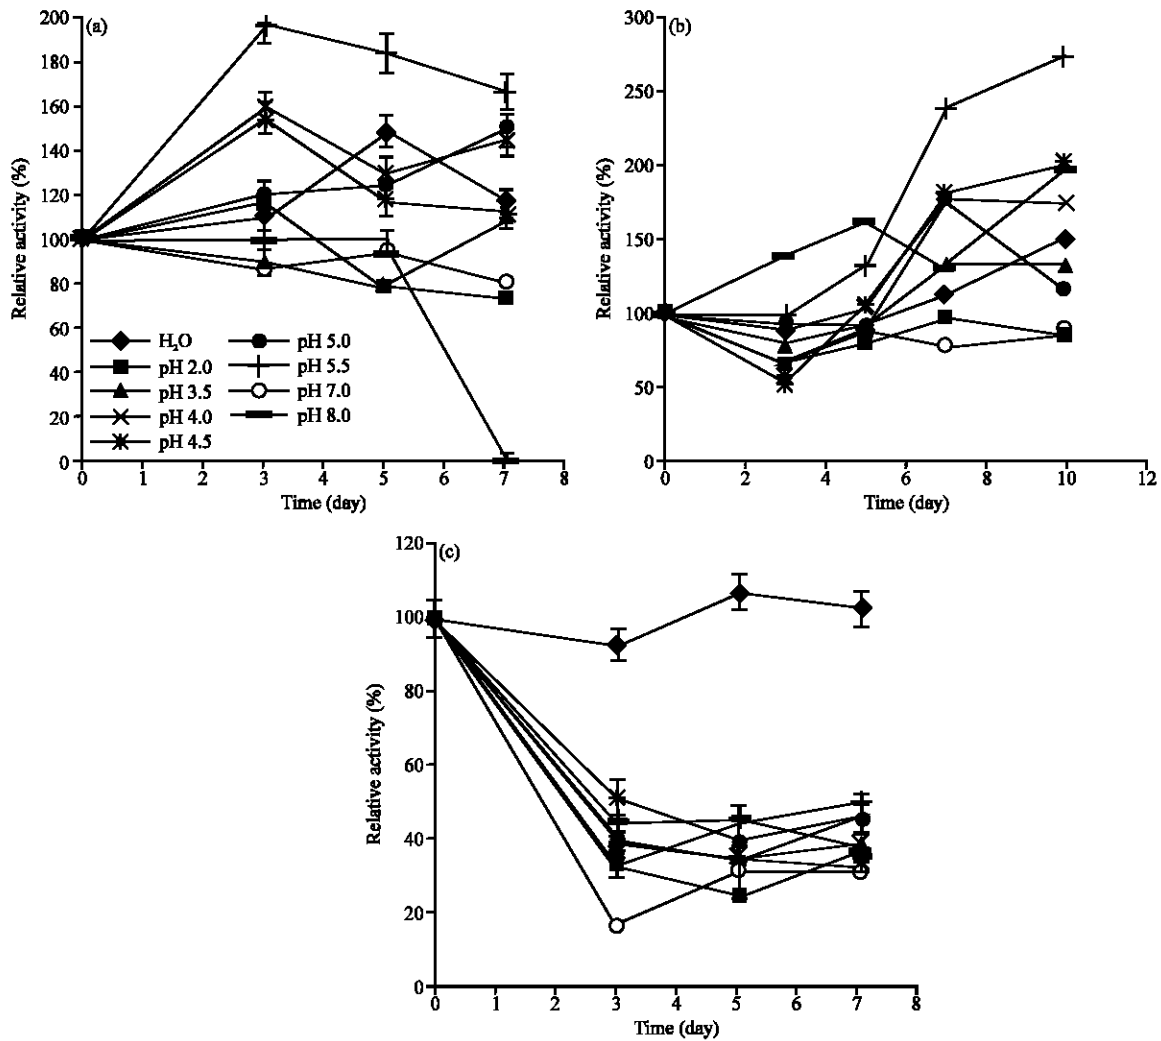 (a)
200
180
160
140
120
100
80
60
40
20
0
Relative activity (%)
H₂O
pH 2.0
pH 3.5
pH 4.0
pH 4.5
pH 5.0
pH 5.5
pH 7.0
pH 8.0
0 1 2 3 4 5 6 7 8
Time (day)
(b)
300
250
200
150
100
50
0
Relative activity (%)
0 2 4 6 8 10 12
Time (day)
(c)
120
100
80
60
40
20
0
Relative activity (%)
0 1 2 3 4 5 6 7 8
Time (day)